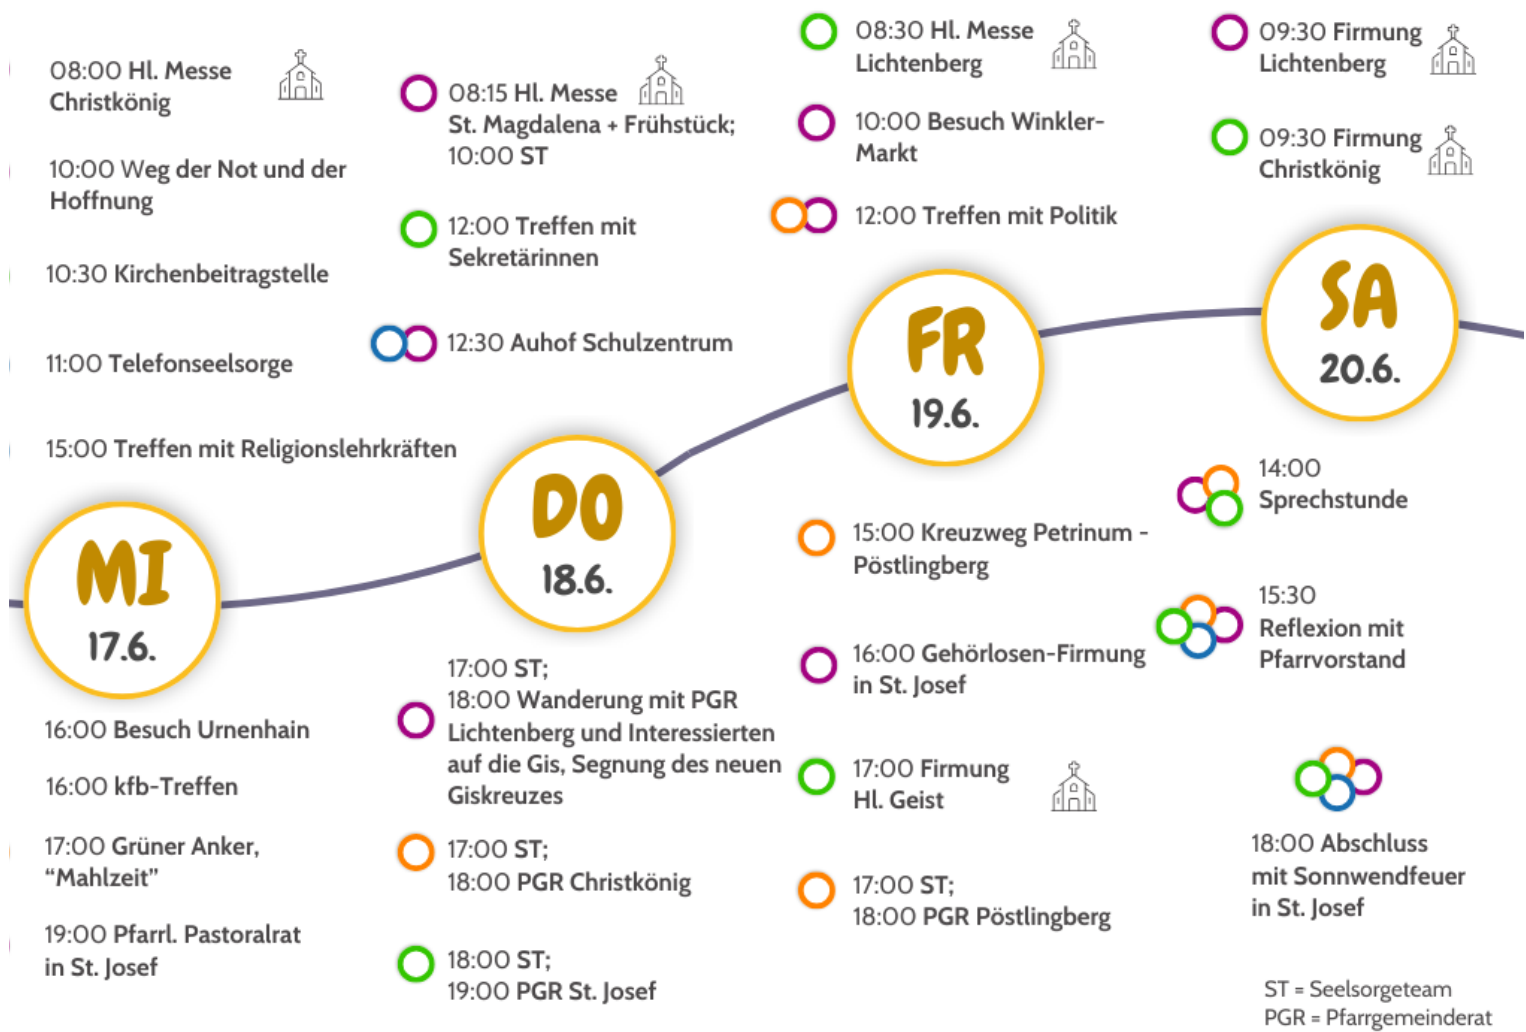 08:00 Hl. Messe
Christkönig
10:00 Weg der Not und der
Hoffnung
10:30 Kirchenbeitragstelle
11:00 Telefonseelsorge
15:00 Treffen mit Religionslehrkräften
MI
17.6.
16:00 Besuch Urnenhain
16:00 kfb-Treffen
17:00 Grüner Anker,
“Mahlzeit”
19:00 Pfarrl. Pastoralrat
in St. Josef
08:15 Hl. Messe
St. Magdalena + Frühstück;
10:00 ST
12:00 Treffen mit
Sekretärinnen
12:30 Auhof Schulzentrum
DO
18.6.
17:00 ST;
18:00 Wanderung mit PGR
Lichtenberg und Interessierten
auf die Gis, Segnung des neuen
Giskreuzes
17:00 ST;
18:00 PGR Christkönig
18:00 ST;
19:00 PGR St. Josef
08:30 Hl. Messe
Lichtenberg
10:00 Besuch Winkler-
Markt
12:00 Treffen mit Politik
FR
19.6.
15:00 Kreuzweg Petrinum -
Pöstlingberg
16:00 Gehörlosen-Firmung
in St. Josef
17:00 Firmung
Hl. Geist
17:00 ST;
18:00 PGR Pöstlingberg
09:30 Firmung
Lichtenberg
09:30 Firmung
Christkönig
SA
20.6.
14:00
Sprechstunde
15:30
Reflexion mit
Pfarrvorstand
18:00 Abschluss
mit Sonnwendfeuer
in St. Josef
ST = Seelsorgeteam
PGR = Pfarrgemeinderat